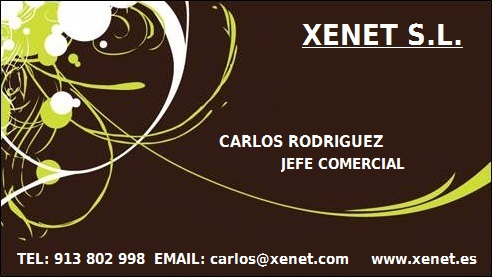 XENET S.L.
CARLOS RODRIGUEZ
JEFE COMERCIAL
TEL: 913 802 998 EMAIL: carlos@xenet.com www.xenet.es